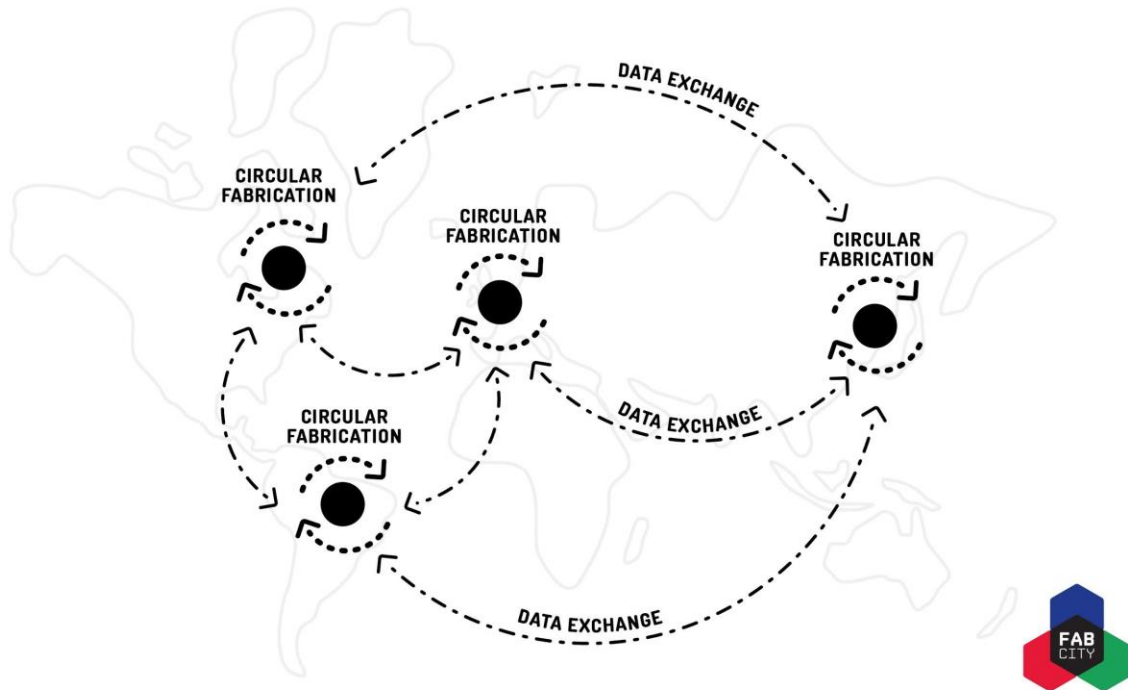 DATA EXCHANGE
CIRCULAR
FABRICATION
CIRCULAR
FABRICATION
CIRCULAR
FABRICATION
CIRCULAR
FABRICATION
DATA EXCHANGE
DATA EXCHANGE
FAB
CITY